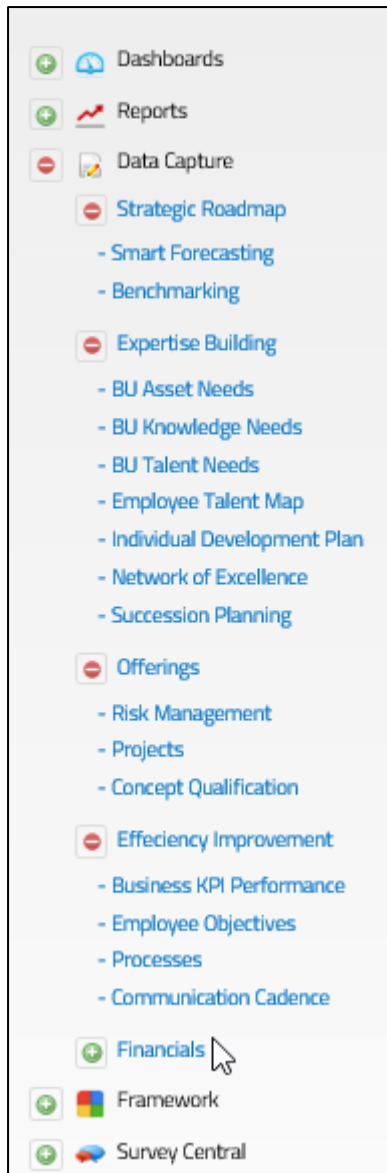 Dashboards
Reports
Data Capture
Strategic Roadmap
- Smart Forecasting
- Benchmarking
Expertise Building
- BU Asset Needs
- BU Knowledge Needs
- BU Talent Needs
- Employee Talent Map
- Individual Development Plan
- Network of Excellence
- Succession Planning
Offerings
- Risk Management
- Projects
- Concept Qualification
Effeciency Improvement
- Business KPI Performance
- Employee Objectives
- Processes
- Communication Cadence
Financials
Framework
Survey Central